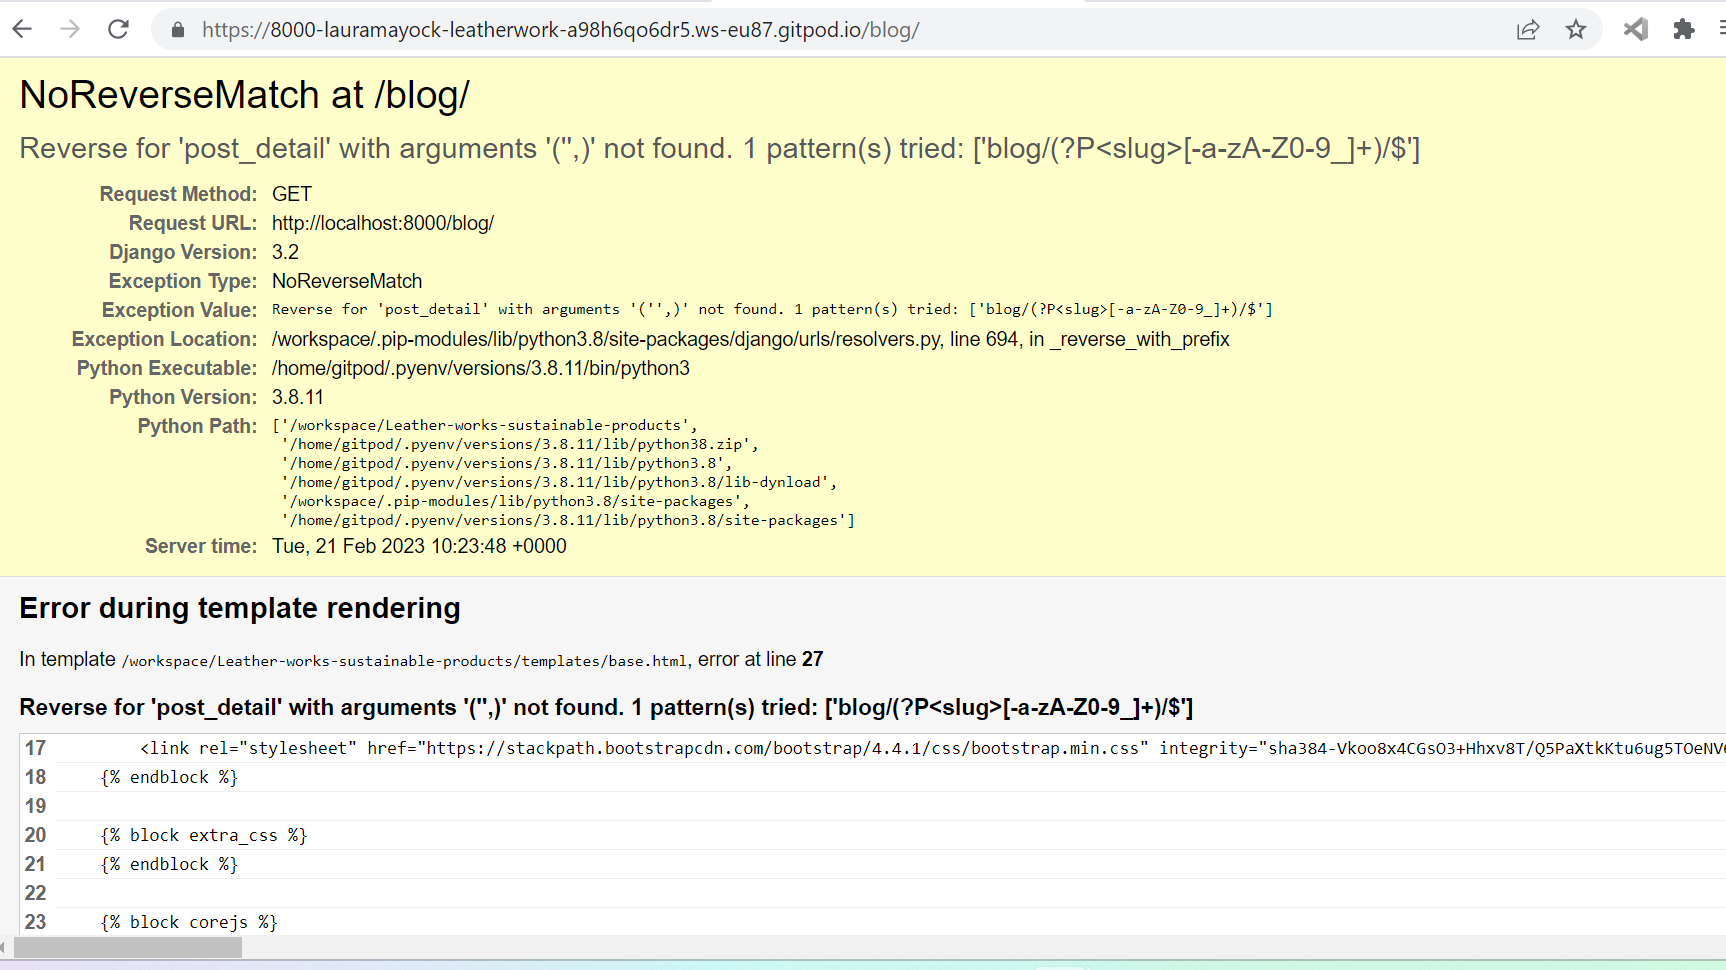 https://8000-lauramayock-leatherwork-a98h6qo6dr5.ws-eu87.gitpod.io/blog/
NoReverseMatch at /blog/
Reverse for 'post_detail' with arguments '('',)' not found. 1 pattern(s) tried: ['blog/(?P<slug>[-a-zA-Z0-9_]+)/$']
Request Method: GET
Request URL: http://localhost:8000/blog/
Django Version: 3.2
Exception Type: NoReverseMatch
Exception Value: Reverse for 'post_detail' with arguments '('',)' not found. 1 pattern(s) tried: ['blog/(?P<slug>[-a-zA-Z0-9_]+)/$']
Exception Location: /workspace/.pip-modules/lib/python3.8/site-packages/django/urls/resolvers.py, line 694, in _reverse_with_prefix
Python Executable: /home/gitpod/.pyenv/versions/3.8.11/bin/python3
Python Version: 3.8.11
Python Path: ['/workspace/Leather-works-sustainable-products',
'/home/gitpod/.pyenv/versions/3.8.11/lib/python38.zip',
'/home/gitpod/.pyenv/versions/3.8.11/lib/python3.8',
'/home/gitpod/.pyenv/versions/3.8.11/lib/python3.8/lib-dynload',
'/workspace/.pip-modules/lib/python3.8/site-packages',
'/home/gitpod/.pyenv/versions/3.8.11/lib/python3.8/site-packages']
Server time: Tue, 21 Feb 2023 10:23:48 +0000
Error during template rendering
In template /workspace/Leather-works-sustainable-products/templates/base.html, error at line 27
Reverse for 'post_detail' with arguments '('',)' not found. 1 pattern(s) tried: ['blog/(?P<slug>[-a-zA-Z0-9_]+)/$']
17 <link rel="stylesheet" href="https://stackpath.bootstrapcdn.com/bootstrap/4.4.1/css/bootstrap.min.css" integrity="sha384-Vkoo8x4CGsO3+Hhxv8T/Q5PaXtkKtu6ug5TOeNV6
18 {% endblock %}
19
20 {% block extra_css %}
21 {% endblock %}
22
23 {% block corejs %}